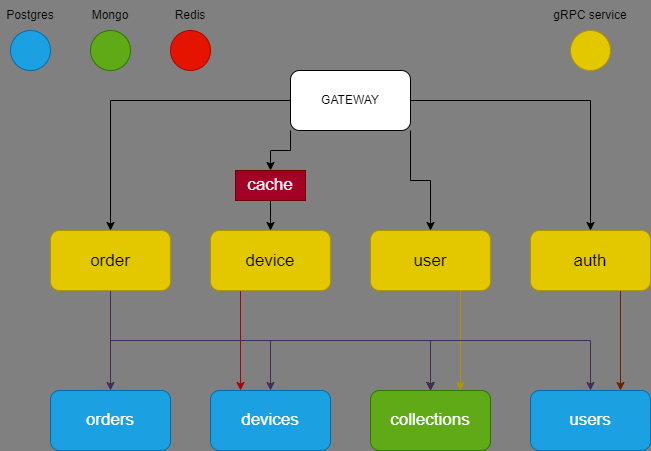 Postgres
Mongo
Redis
gRPC service
GATEWAY
cache
order
device
user
auth
orders
devices
collections
users